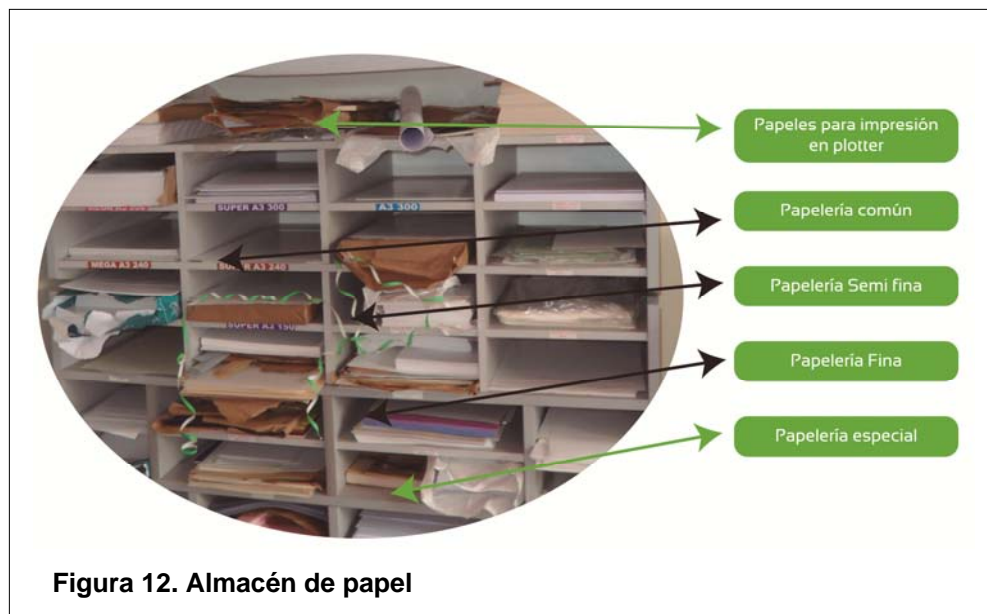 Papeles para impresión
en plotter
SUPER A3 300
A3 300
Papelería común
MEGA A3 240
SUPER A3 240
Papelería Semi fina
SUPER A3 150
Papelería Fina
Papelería especial
Figura 12. Almacén de papel